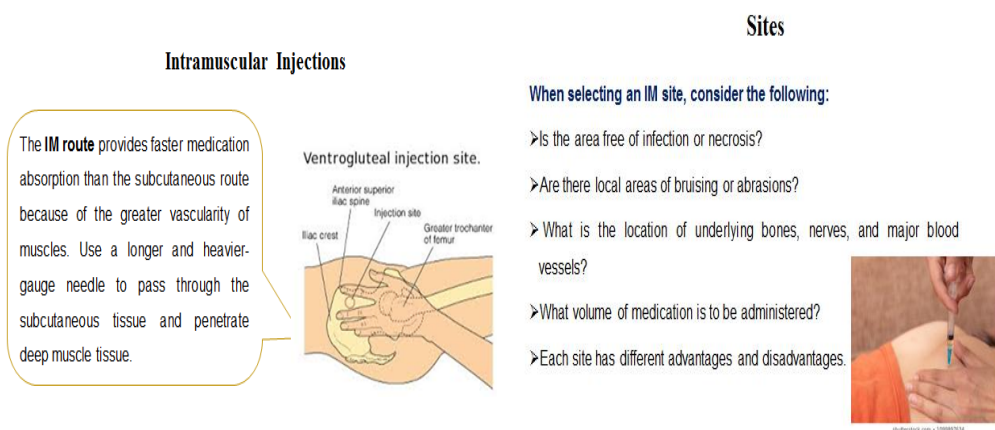 Intramuscular Injections
The IM route provides faster medication
absorption than the subcutaneous route
because of the greater vascularity of
muscles. Use a longer and heavier-
gauge needle to pass through the
subcutaneous tissue and penetrate
deep muscle tissue.
Ventrogluteal injection site.
Anterior superior
iliac spine
Injection site
Iliac crest
Greater trochanter
of femur
Sites
When selecting an IM site, consider the following:
➢Is the area free of infection or necrosis?
➢Are there local areas of bruising or abrasions?
➢What is the location of underlying bones, nerves, and major blood
vessels?
➢What volume of medication is to be administered?
➢Each site has different advantages and disadvantages.